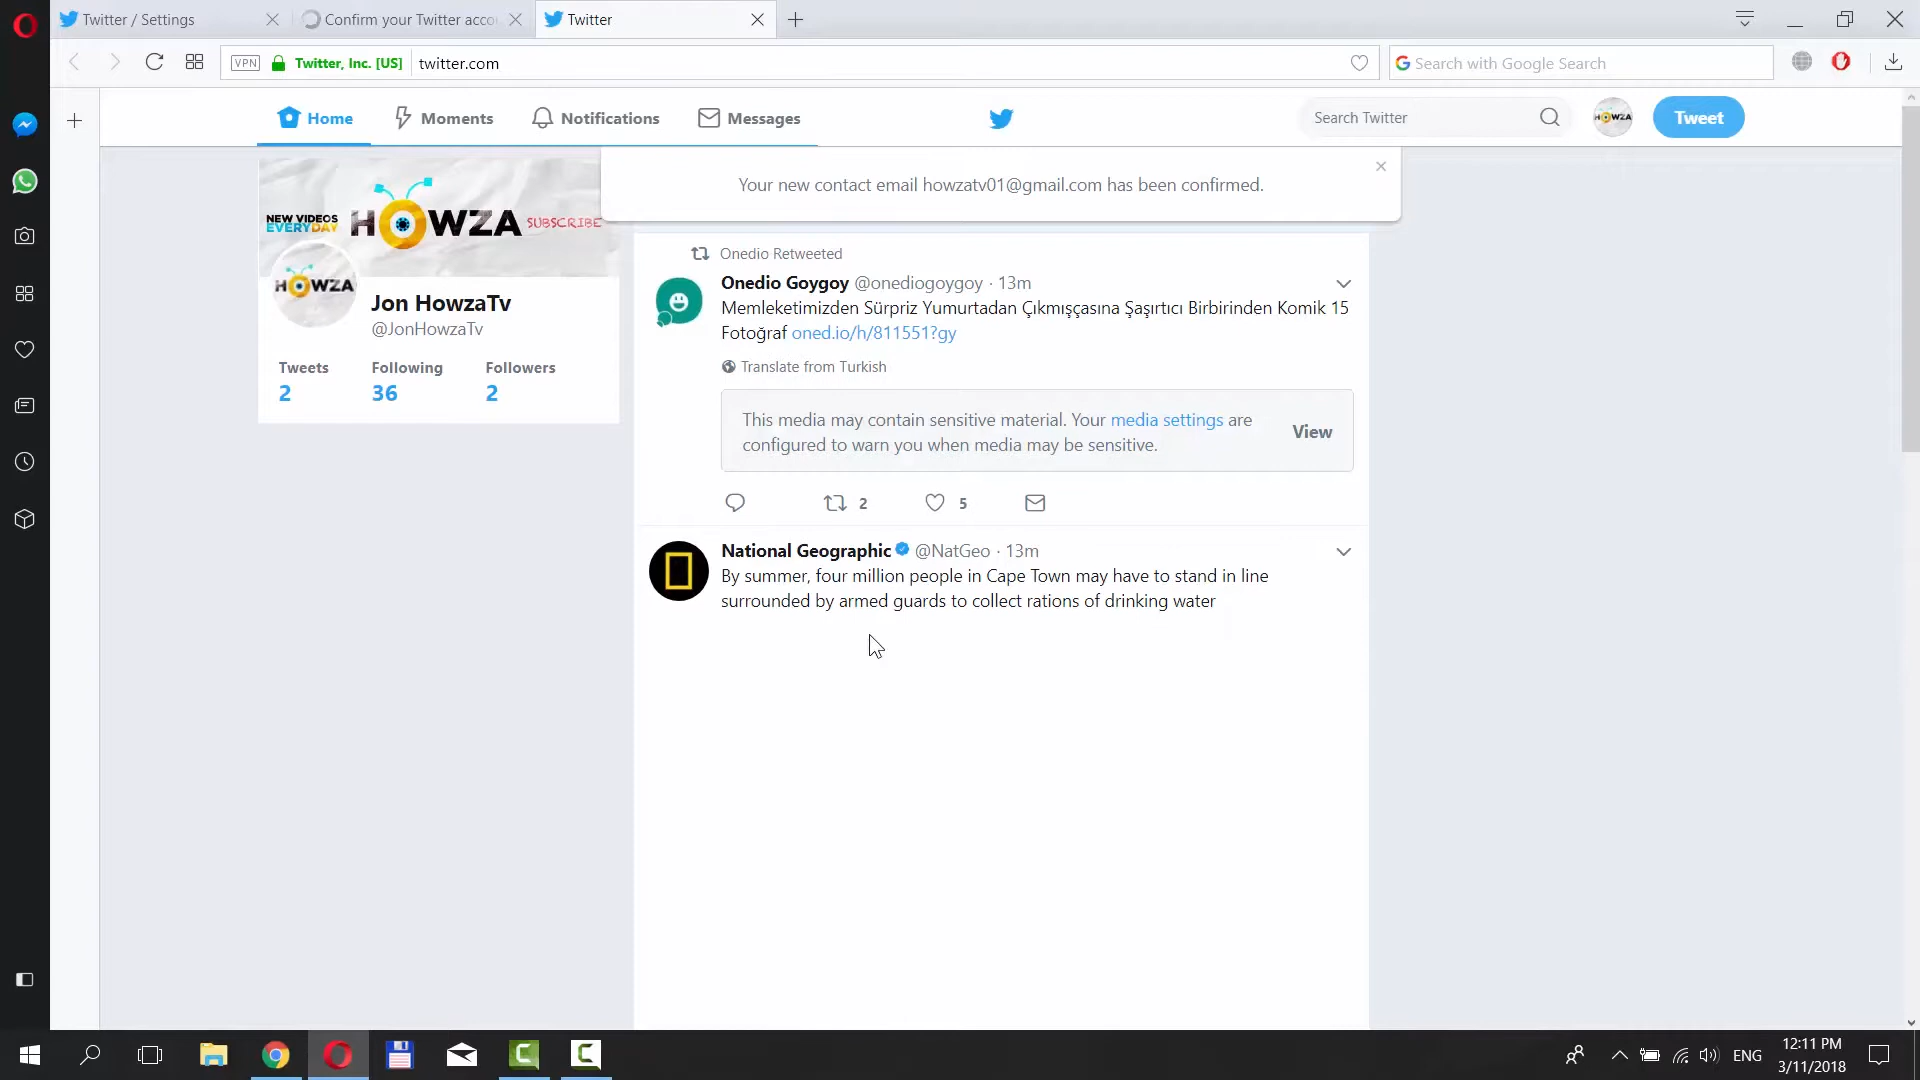 Twitter / Settings
Confirm your Twitter acco
Twitter
VPN
Twitter, Inc. [US]
twitter.com
Search with Google Search
Home
Moments
Notifications
Messages
Search Twitter
HOWZA
Tweet
Your new contact email howzatv01@gmail.com has been confirmed.
NEW VIDEOS
EVERYDAY
HOWZA
SUBSCRIBE
HOWZA
Jon HowzaTv
@JonHowzaTv
Tweets
Following
Followers
2
36
2
Onedio Retweeted
Onedio Goygoy @onediogoygoy · 13m
Memleketimizden Sürpriz Yumurtadan Çıkmışçasına Şaşırtıcı Birbirinden Komik 15
Fotoğraf oned.io/h/811551?gy
Translate from Turkish
This media may contain sensitive material. Your media settings are
configured to warn you when media may be sensitive.
View
2
5
National Geographic @NatGeo · 13m
By summer, four million people in Cape Town may have to stand in line
surrounded by armed guards to collect rations of drinking water
ENG
12:11 PM
3/11/2018